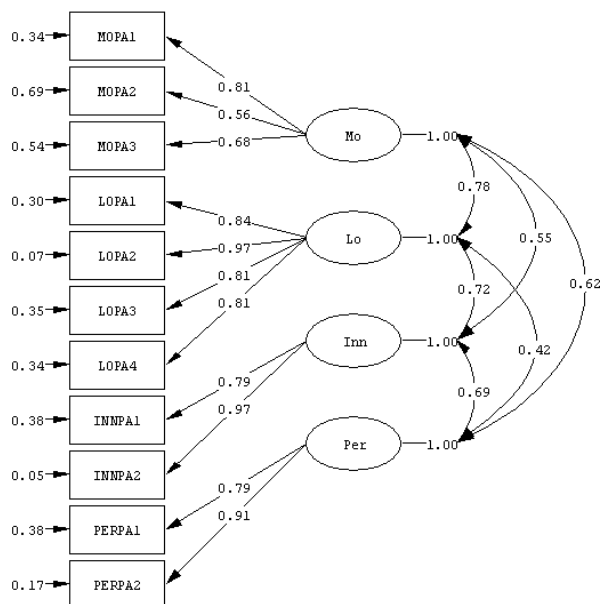 0.34 MOPA1
0.81
0.69 MOPA2
0.56
0.54 MOPA3
0.68
Mo 1.00
0.30 LOPA1
0.78
0.84
0.07 LOPA2
0.97
Lo 1.00
0.55
0.62
0.35 LOPA3
0.81
0.72
0.81
0.34 LOPA4
Inn 1.00
0.42
0.79
0.38 INNPA1
0.97
0.69
Per 1.00
0.05 INNPA2
0.79
0.38 PERPA1
0.91
0.17 PERPA2